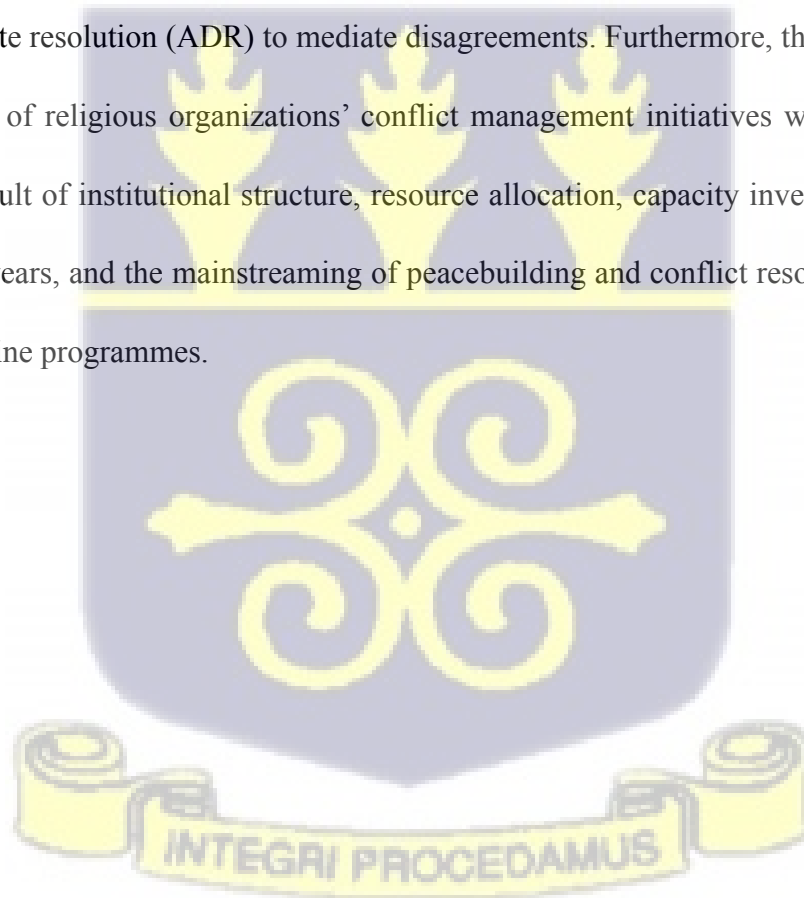 te resolution (ADR) to mediate disagreements. Furthermore, th
of religious organizations’ conflict management initiatives w
ult of institutional structure, resource allocation, capacity inve
ears, and the mainstreaming of peacebuilding and conflict reso
ine programmes.
INTEGRI PROCEDAMUS